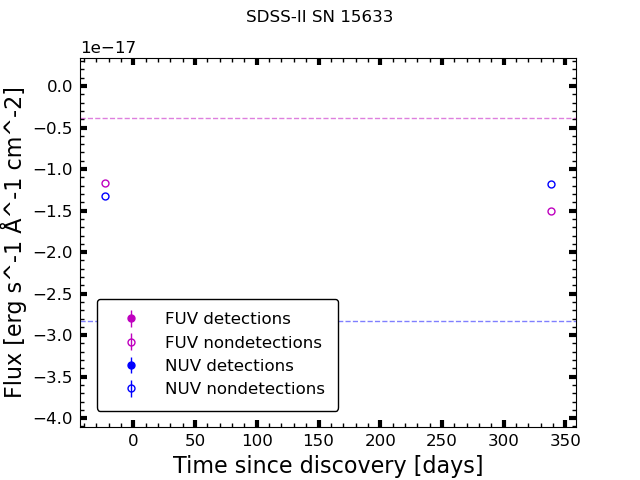 SDSS-II SN 15633
1e−17
0.0
−0.5
−1.0
−1.5
−2.0
−2.5
−3.0
−3.5
−4.0
Flux [erg s^-1 Å^-1 cm^-2]
FUV detections
FUV nondetections
NUV detections
NUV nondetections
0 50 100 150 200 250 300 350
Time since discovery [days]